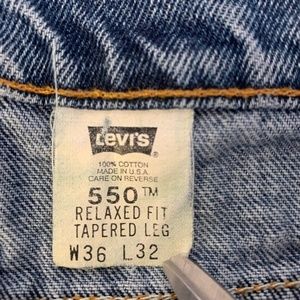 Levi's®
100% COTTON
MADE IN U.S.A.
CARE ON REVERSE
550™
RELAXED FIT
TAPERED LEG
W36 L32